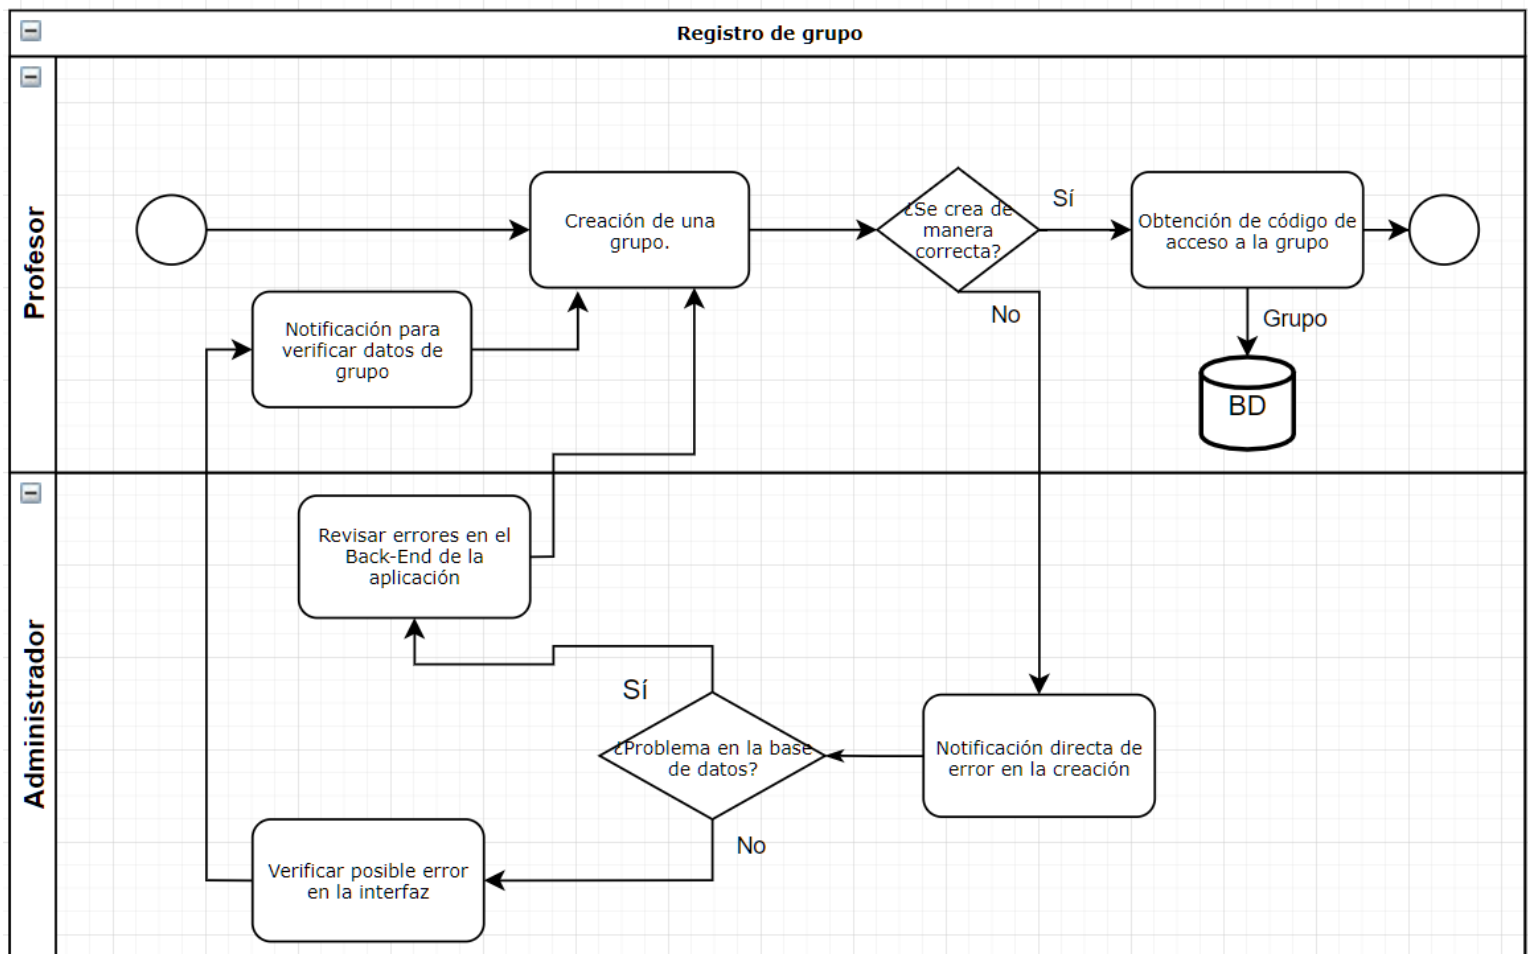 Registro de grupo
Profesor
Creación de una
grupo.
¿Se crea de
manera
correcta?
Sí
Obtención de código de
acceso a la grupo
No
Grupo
BD
Notificación para
verificar datos de
grupo
Administrador
Revisar errores en el
Back-End de la
aplicación
Sí
¿Problema en la base
de datos?
Notificación directa de
error en la creación
No
Verificar posible error
en la interfaz